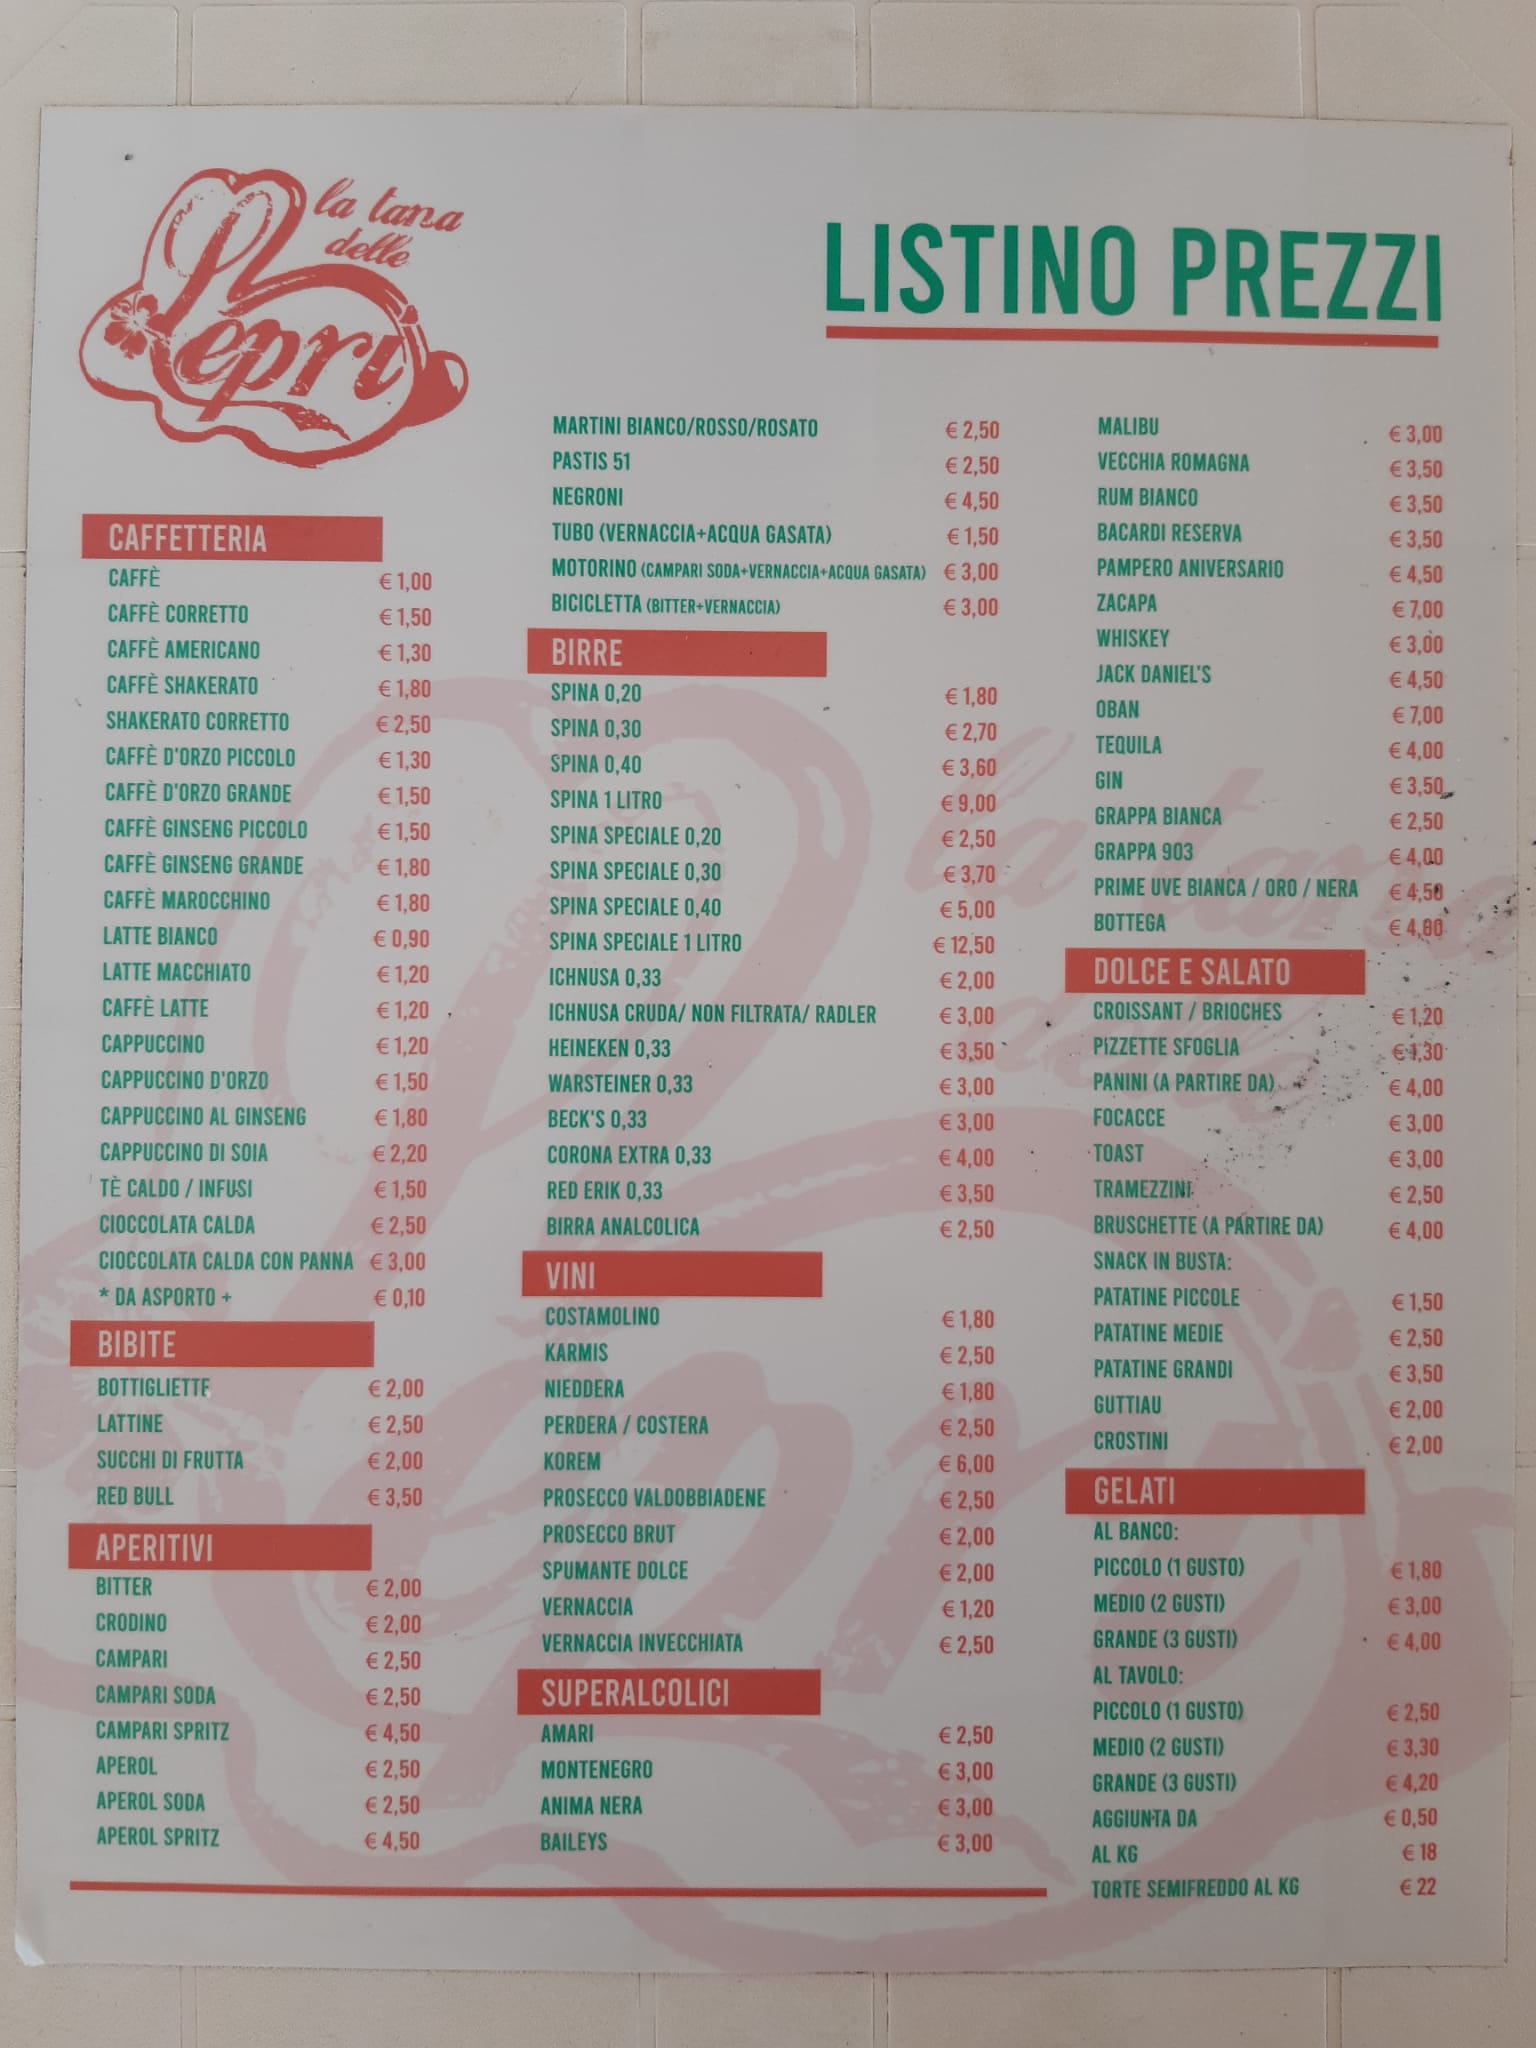 la tana
delle
Lepri
LISTINO PREZZI
CAFFETTERIA
CAFFÈ € 1,00
CAFFÈ CORRETTO € 1,50
CAFFÈ AMERICANO € 1,30
CAFFÈ SHAKERATO € 1,80
SHAKERATO CORRETTO € 2,50
CAFFÈ D'ORZO PICCOLO € 1,30
CAFFÈ D'ORZO GRANDE € 1,50
CAFFÈ GINSENG PICCOLO € 1,50
CAFFÈ GINSENG GRANDE € 1,80
CAFFÈ MAROCCHINO € 1,80
LATTE BIANCO € 0,90
LATTE MACCHIATO € 1,20
CAFFÈ LATTE € 1,20
CAPPUCCINO € 1,20
CAPPUCCINO D'ORZO € 1,50
CAPPUCCINO AL GINSENG € 1,80
CAPPUCCINO DI SOIA € 2,20
TÈ CALDO / INFUSI € 1,50
CIOCCOLATA CALDA € 2,50
CIOCCOLATA CALDA CON PANNA € 3,00
* DA ASPORTO + € 0,10
BIBITE
BOTTIGLIETTE € 2,00
LATTINE € 2,50
SUCCHI DI FRUTTA € 2,00
RED BULL € 3,50
APERITIVI
BITTER € 2,00
CRODINO € 2,00
CAMPARI € 2,50
CAMPARI SODA € 2,50
CAMPARI SPRITZ € 4,50
APEROL € 2,50
APEROL SODA € 2,50
APEROL SPRITZ € 4,50
MARTINI BIANCO/ROSSO/ROSATO € 2,50
PASTIS 51 € 2,50
NEGRONI € 4,50
TUBO (VERNACCIA+ACQUA GASATA) € 1,50
MOTORINO (CAMPARI SODA+VERNACCIA+ACQUA GASATA) € 3,00
BICICLETTA (BITTER+VERNACCIA) € 3,00
BIRRE
SPINA 0,20 € 1,80
SPINA 0,30 € 2,70
SPINA 0,40 € 3,60
SPINA 1 LITRO € 9,00
SPINA SPECIALE 0,20 € 2,50
SPINA SPECIALE 0,30 € 3,70
SPINA SPECIALE 0,40 € 5,00
SPINA SPECIALE 1 LITRO € 12,50
ICHNUSA 0,33 € 2,00
ICHNUSA CRUDA/ NON FILTRATA/ RADLER € 3,00
HEINEKEN 0,33 € 3,50
WARSTEINER 0,33 € 3,00
BECK'S 0,33 € 3,00
CORONA EXTRA 0,33 € 4,00
RED ERIK 0,33 € 3,50
BIRRA ANALCOLICA € 2,50
VINI
COSTAMOLINO € 1,80
KARMIS € 2,50
NIEDDERA € 1,80
PERDERA / COSTERA € 2,50
KOREM € 6,00
PROSECCO VALDOBBIADENE € 2,50
PROSECCO BRUT € 2,00
SPUMANTE DOLCE € 2,00
VERNACCIA € 1,20
VERNACCIA INVECCHIATA € 2,50
SUPERALCOLICI
AMARI € 2,50
MONTENEGRO € 3,00
ANIMA NERA € 3,00
BAILEYS € 3,00
MALIBU € 3,00
VECCHIA ROMAGNA € 3,50
RUM BIANCO € 3,50
BACARDI RESERVA € 3,50
PAMPERO ANIVERSARIO € 4,50
ZACAPA € 7,00
WHISKEY € 3,00
JACK DANIEL'S € 4,50
OBAN € 7,00
TEQUILA € 4,00
GIN € 3,50
GRAPPA BIANCA € 2,50
GRAPPA 903 € 4,00
PRIME UVE BIANCA / ORO / NERA € 4,50
BOTTEGA € 4,00
DOLCE E SALATO
CROISSANT / BRIOCHES € 1,20
PIZZETTE SFOGLIA € 1,30
PANINI (A PARTIRE DA) € 4,00
FOCACCE € 3,00
TOAST € 3,00
TRAMEZZINI € 2,50
BRUSCHETTE (A PARTIRE DA) € 4,00
SNACK IN BUSTA:
PATATINE PICCOLE € 1,50
PATATINE MEDIE € 2,50
PATATINE GRANDI € 3,50
GUTTIAU € 2,00
CROSTINI € 2,00
GELATI
AL BANCO:
PICCOLO (1 GUSTO) € 1,80
MEDIO (2 GUSTI) € 3,00
GRANDE (3 GUSTI) € 4,00
AL TAVOLO:
PICCOLO (1 GUSTO) € 2,50
MEDIO (2 GUSTI) € 3,30
GRANDE (3 GUSTI) € 4,20
AGGIUNTA DA € 0,50
AL KG € 18
TORTE SEMIFREDDO AL KG € 22